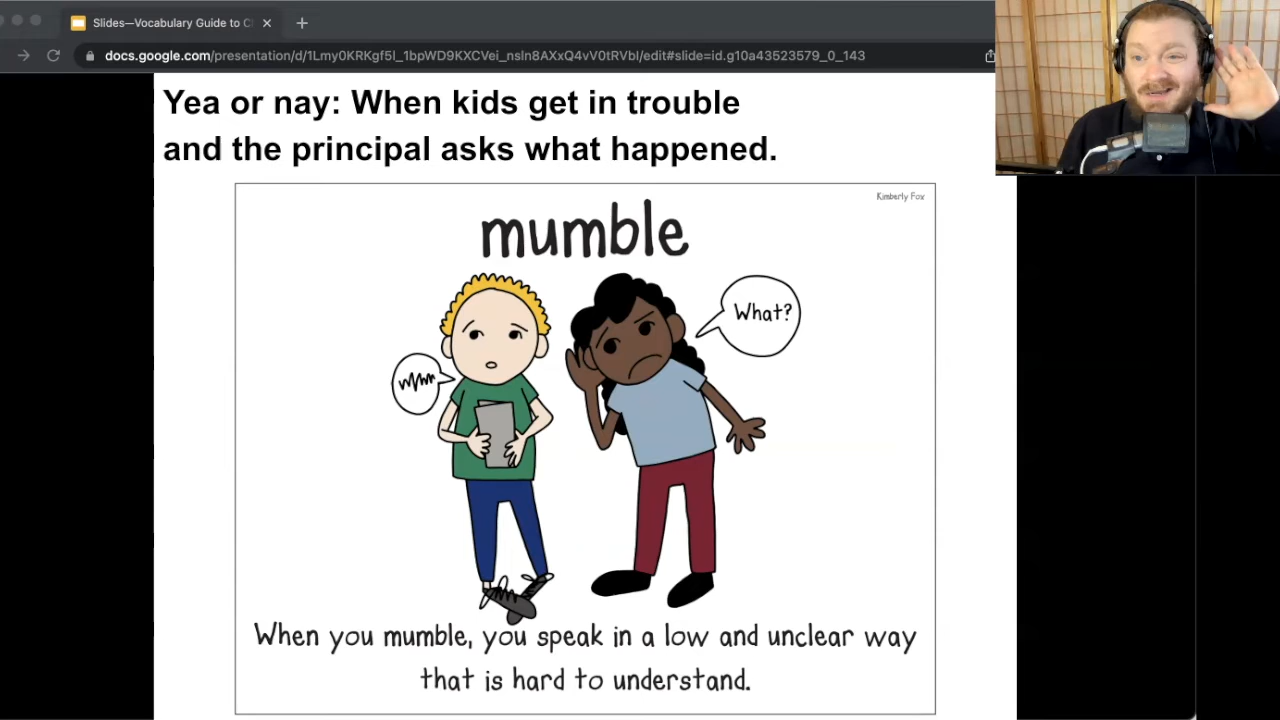 Slides—Vocabulary Guide to C
docs.google.com/presentation/d/1Lmy0KRKgf5I_1bpWD9KXCVei_nsIn8AXxQ4vV0tRVbI/edit#slide=id.g10a43523579_0_143
Yea or nay: When kids get in trouble
and the principal asks what happened.
Kimberly Fox
mumble
What?
When you mumble, you speak in a low and unclear way
that is hard to understand.